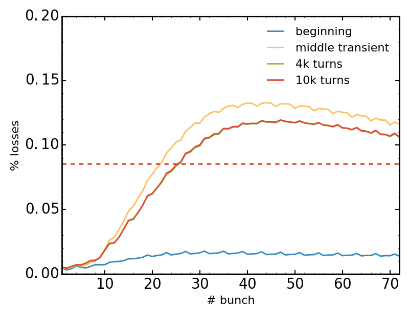 0.20
0.15
0.10
0.05
0.00
% losses
beginning
middle transient
4k turns
10k turns
10 20 30 40 50 60 70
# bunch